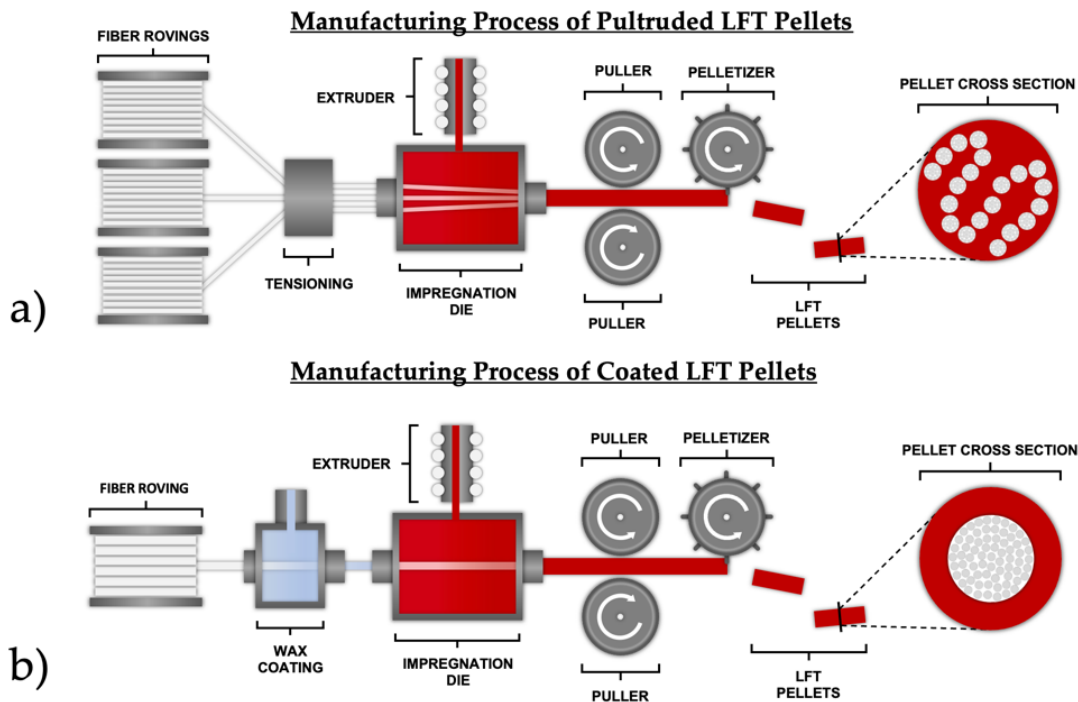 Manufacturing Process of Pultruded LFT Pellets
FIBER ROVINGS
EXTRUDER
PULLER
PELLETIZER
PELLET CROSS SECTION
TENSIONING
IMPREGNATION
DIE
PULLER
LFT
PELLETS
a)
Manufacturing Process of Coated LFT Pellets
FIBER ROVING
EXTRUDER
PULLER
PELLETIZER
PELLET CROSS SECTION
WAX
COATING
IMPREGNATION
DIE
PULLER
LFT
PELLETS
b)